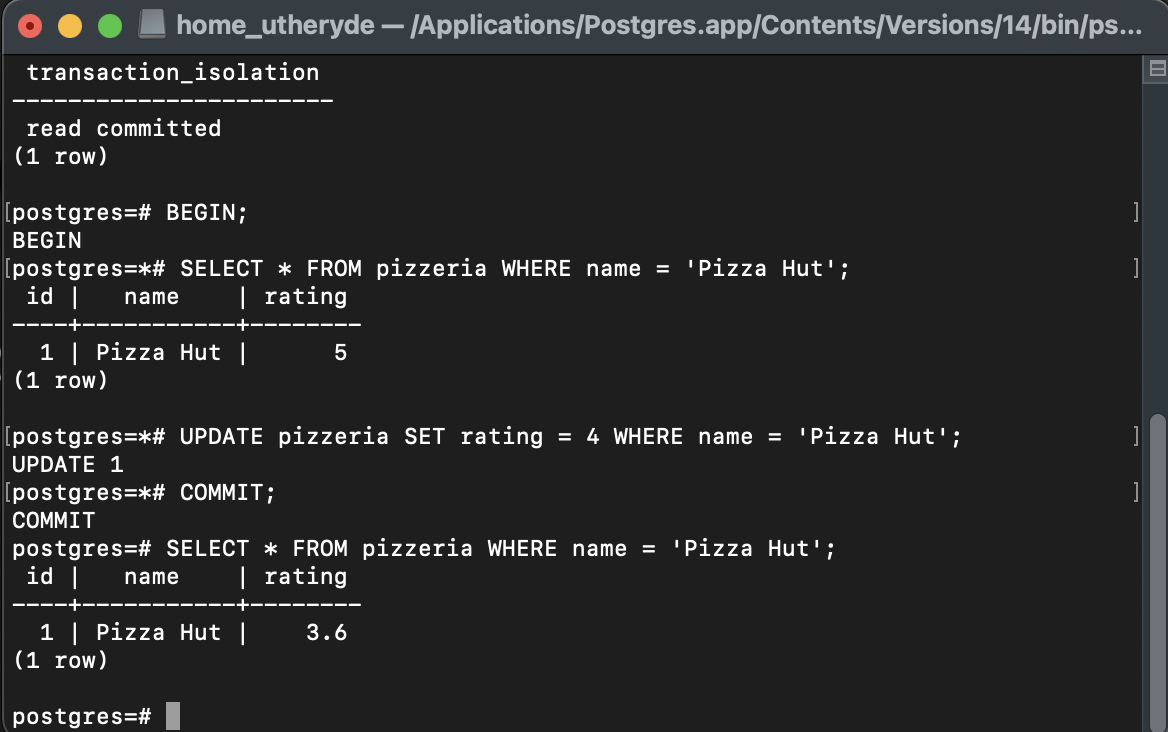 home_utheryde — /Applications/Postgres.app/Contents/Versions/14/bin/ps...
transaction_isolation
-----------------------
read committed
(1 row)
postgres=# BEGIN;
BEGIN
postgres=*# SELECT * FROM pizzeria WHERE name = 'Pizza Hut';
 id |   name    | rating
----+-----------+--------
  1 | Pizza Hut |      5
(1 row)
postgres=*# UPDATE pizzeria SET rating = 4 WHERE name = 'Pizza Hut';
UPDATE 1
postgres=*# COMMIT;
COMMIT
postgres=# SELECT * FROM pizzeria WHERE name = 'Pizza Hut';
 id |   name    | rating
----+-----------+--------
  1 | Pizza Hut |    3.6
(1 row)
postgres=#